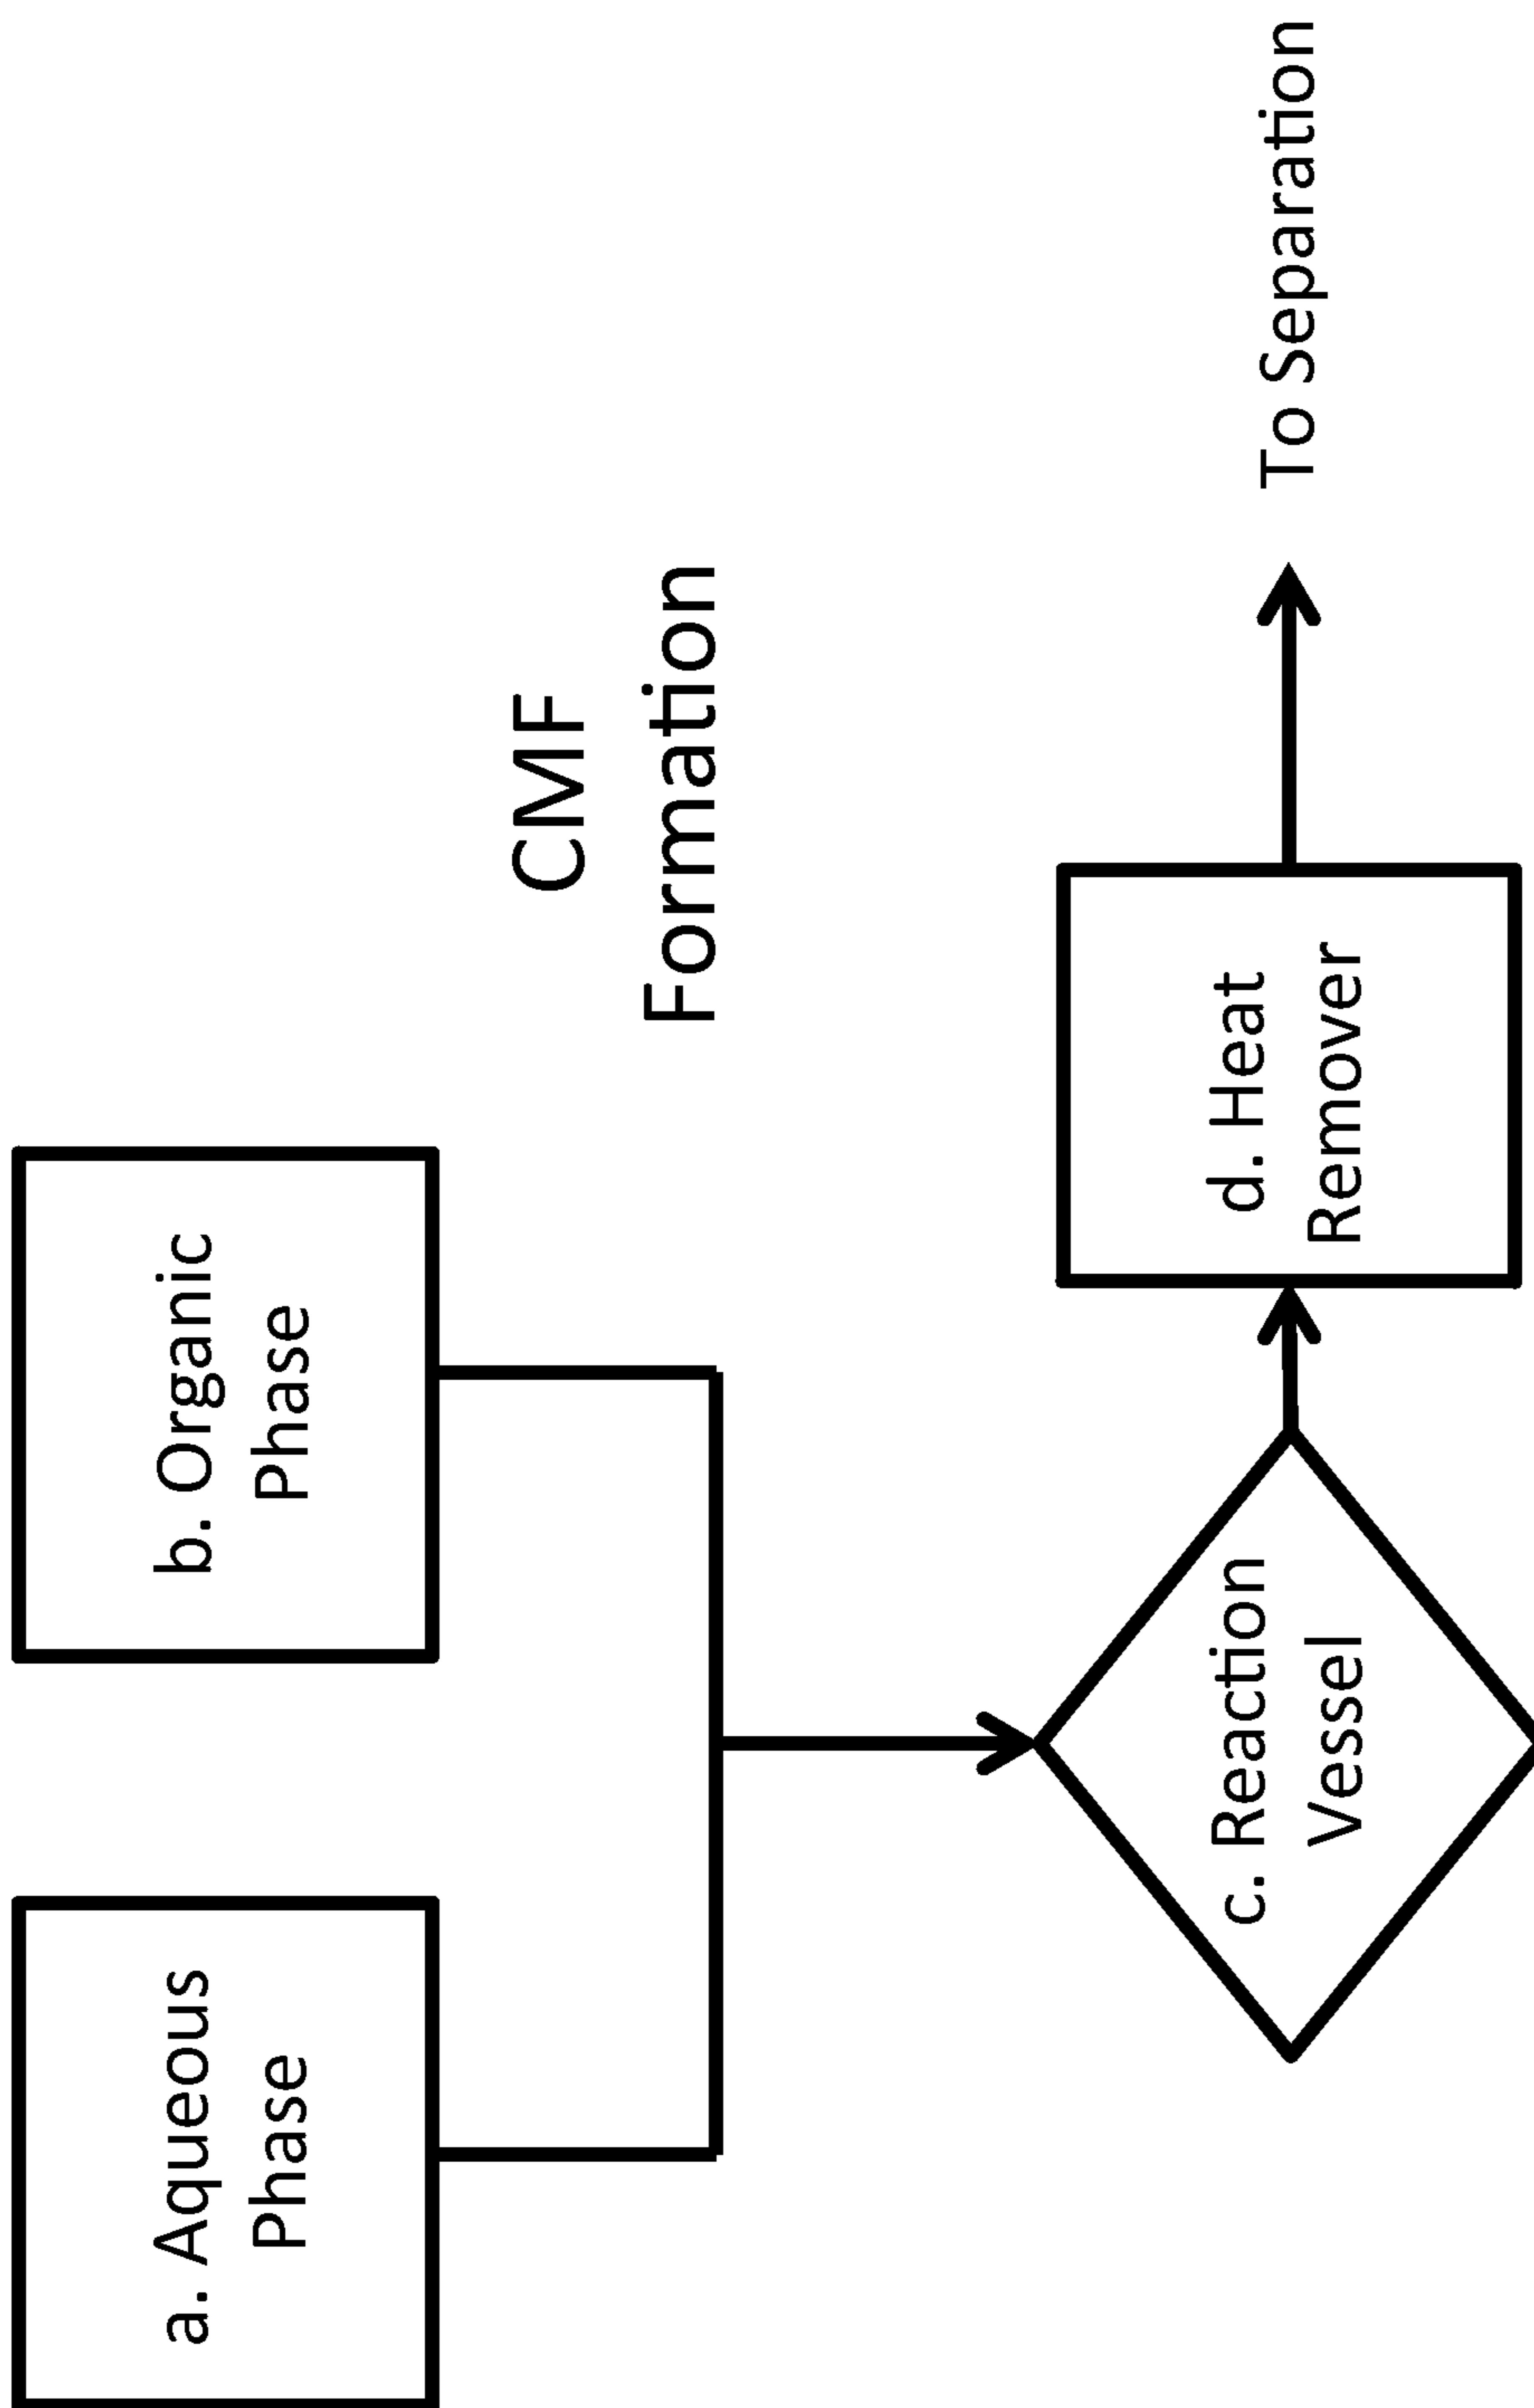 a. Aqueous
Phase
b. Organic
Phase
CMF
Formation
c. Reaction
Vessel
d. Heat
Remover
To Separation